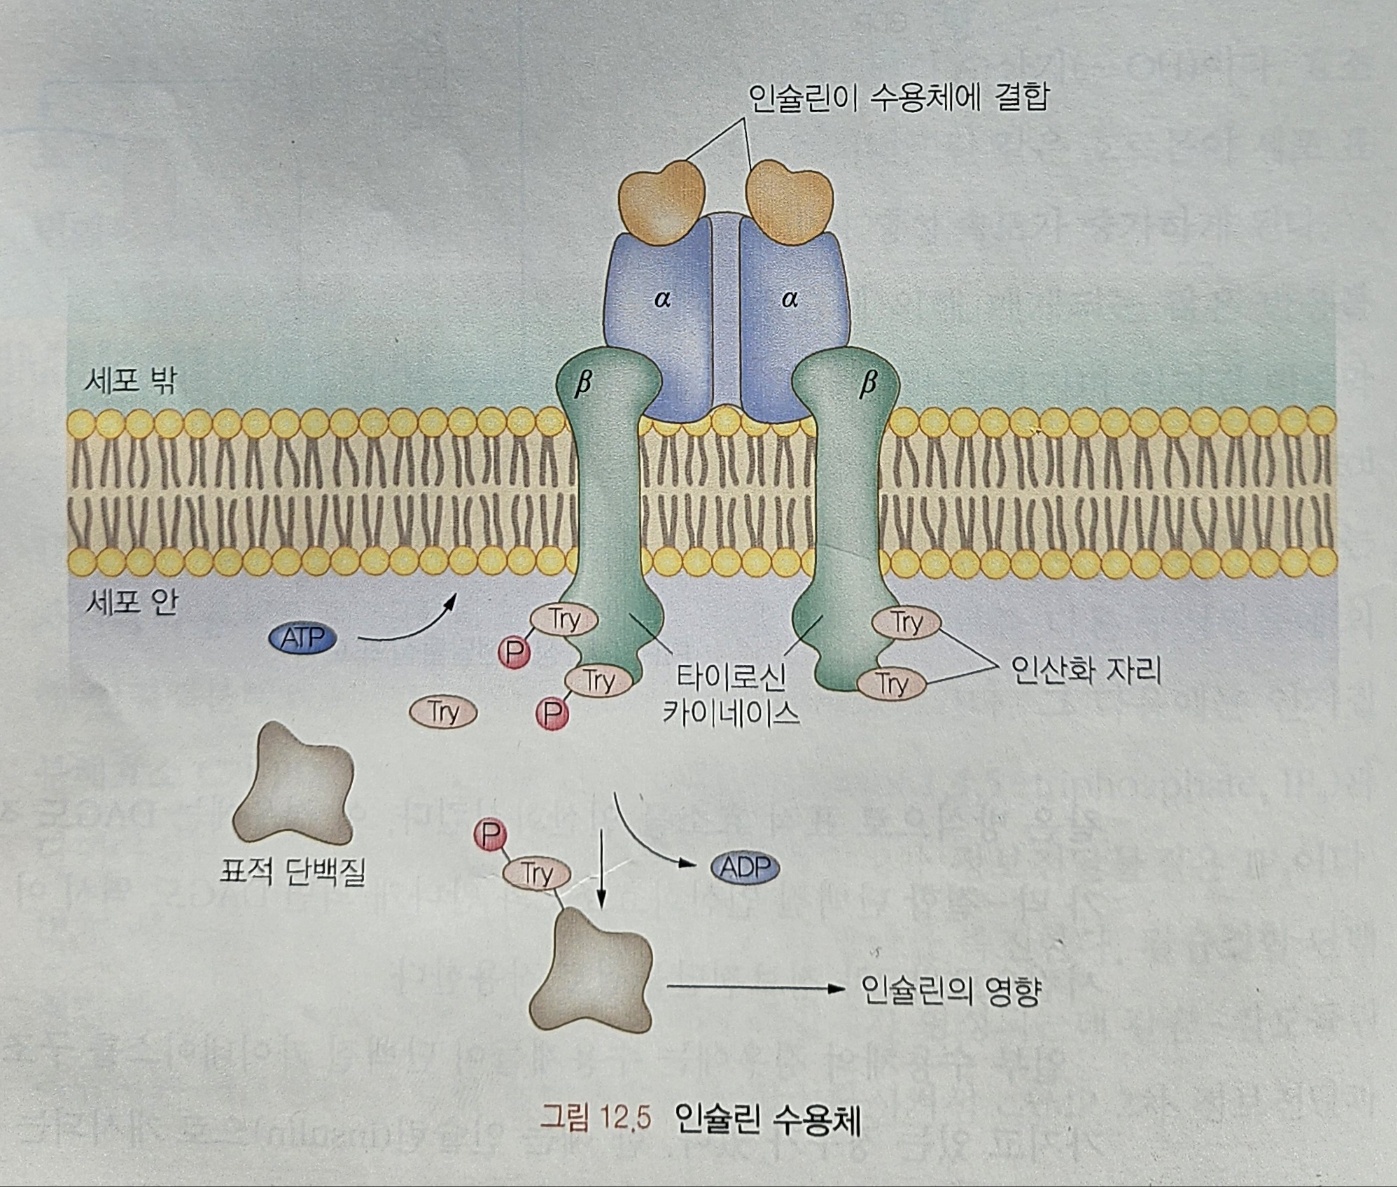 인슐린이 수용체에 결합
α
α
β
β
세포 밖
세포 안
ATP
Try
Try
P
Try
Try
P
타이로신
카이네이스
인산화 자리
Try
표적 단백질
P
Try
ADP
인슐린의 영향
그림 12.5 인슐린 수용체